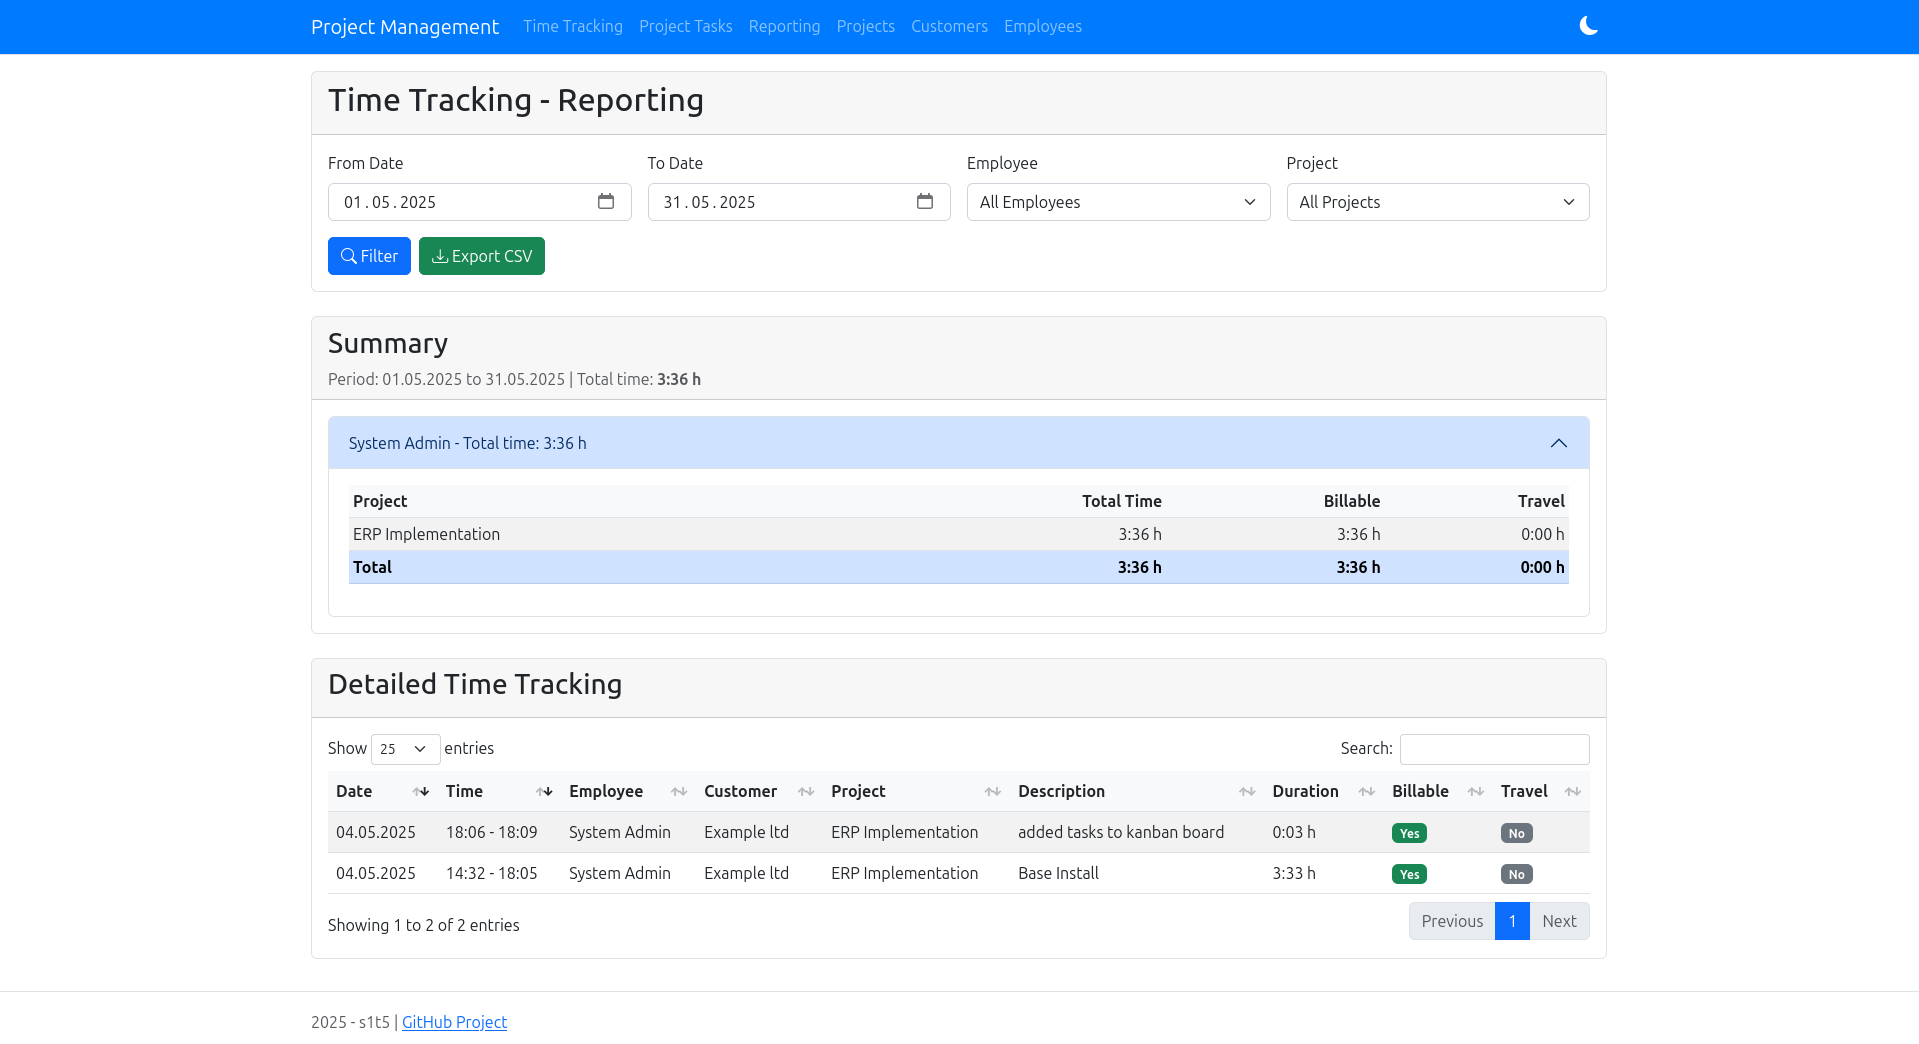 Project Management Time Tracking Project Tasks Reporting Projects Customers Employees
Time Tracking - Reporting
From Date To Date Employee Project
01 . 05 . 2025 31 . 05 . 2025 All Employees All Projects
Filter Export CSV
Summary
Period: 01.05.2025 to 31.05.2025 | Total time: 3:36 h
System Admin - Total time: 3:36 h
Project Total Time Billable Travel
ERP Implementation 3:36 h 3:36 h 0:00 h
Total 3:36 h 3:36 h 0:00 h
Detailed Time Tracking
Show 25 entries Search:
Date Time Employee Customer Project Description Duration Billable Travel
04.05.2025 18:06 - 18:09 System Admin Example ltd ERP Implementation added tasks to kanban board 0:03 h Yes No
04.05.2025 14:32 - 18:05 System Admin Example ltd ERP Implementation Base Install 3:33 h Yes No
Showing 1 to 2 of 2 entries Previous 1 Next
2025 - s1t5 | GitHub Project